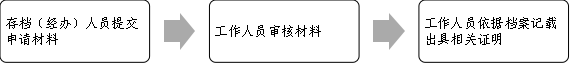 存档（经办）人员提交
申请材料
工作人员审核材料
工作人员依据档案记载
出具相关证明